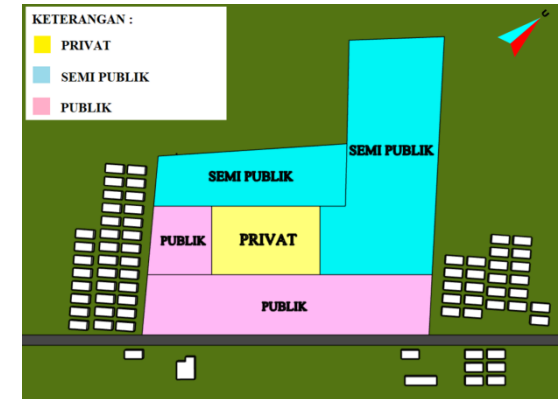 KETERANGAN :
PRIVAT
SEMI PUBLIK
PUBLIK
U
SEMI PUBLIK
SEMI PUBLIK
PUBLIK
PRIVAT
PUBLIK